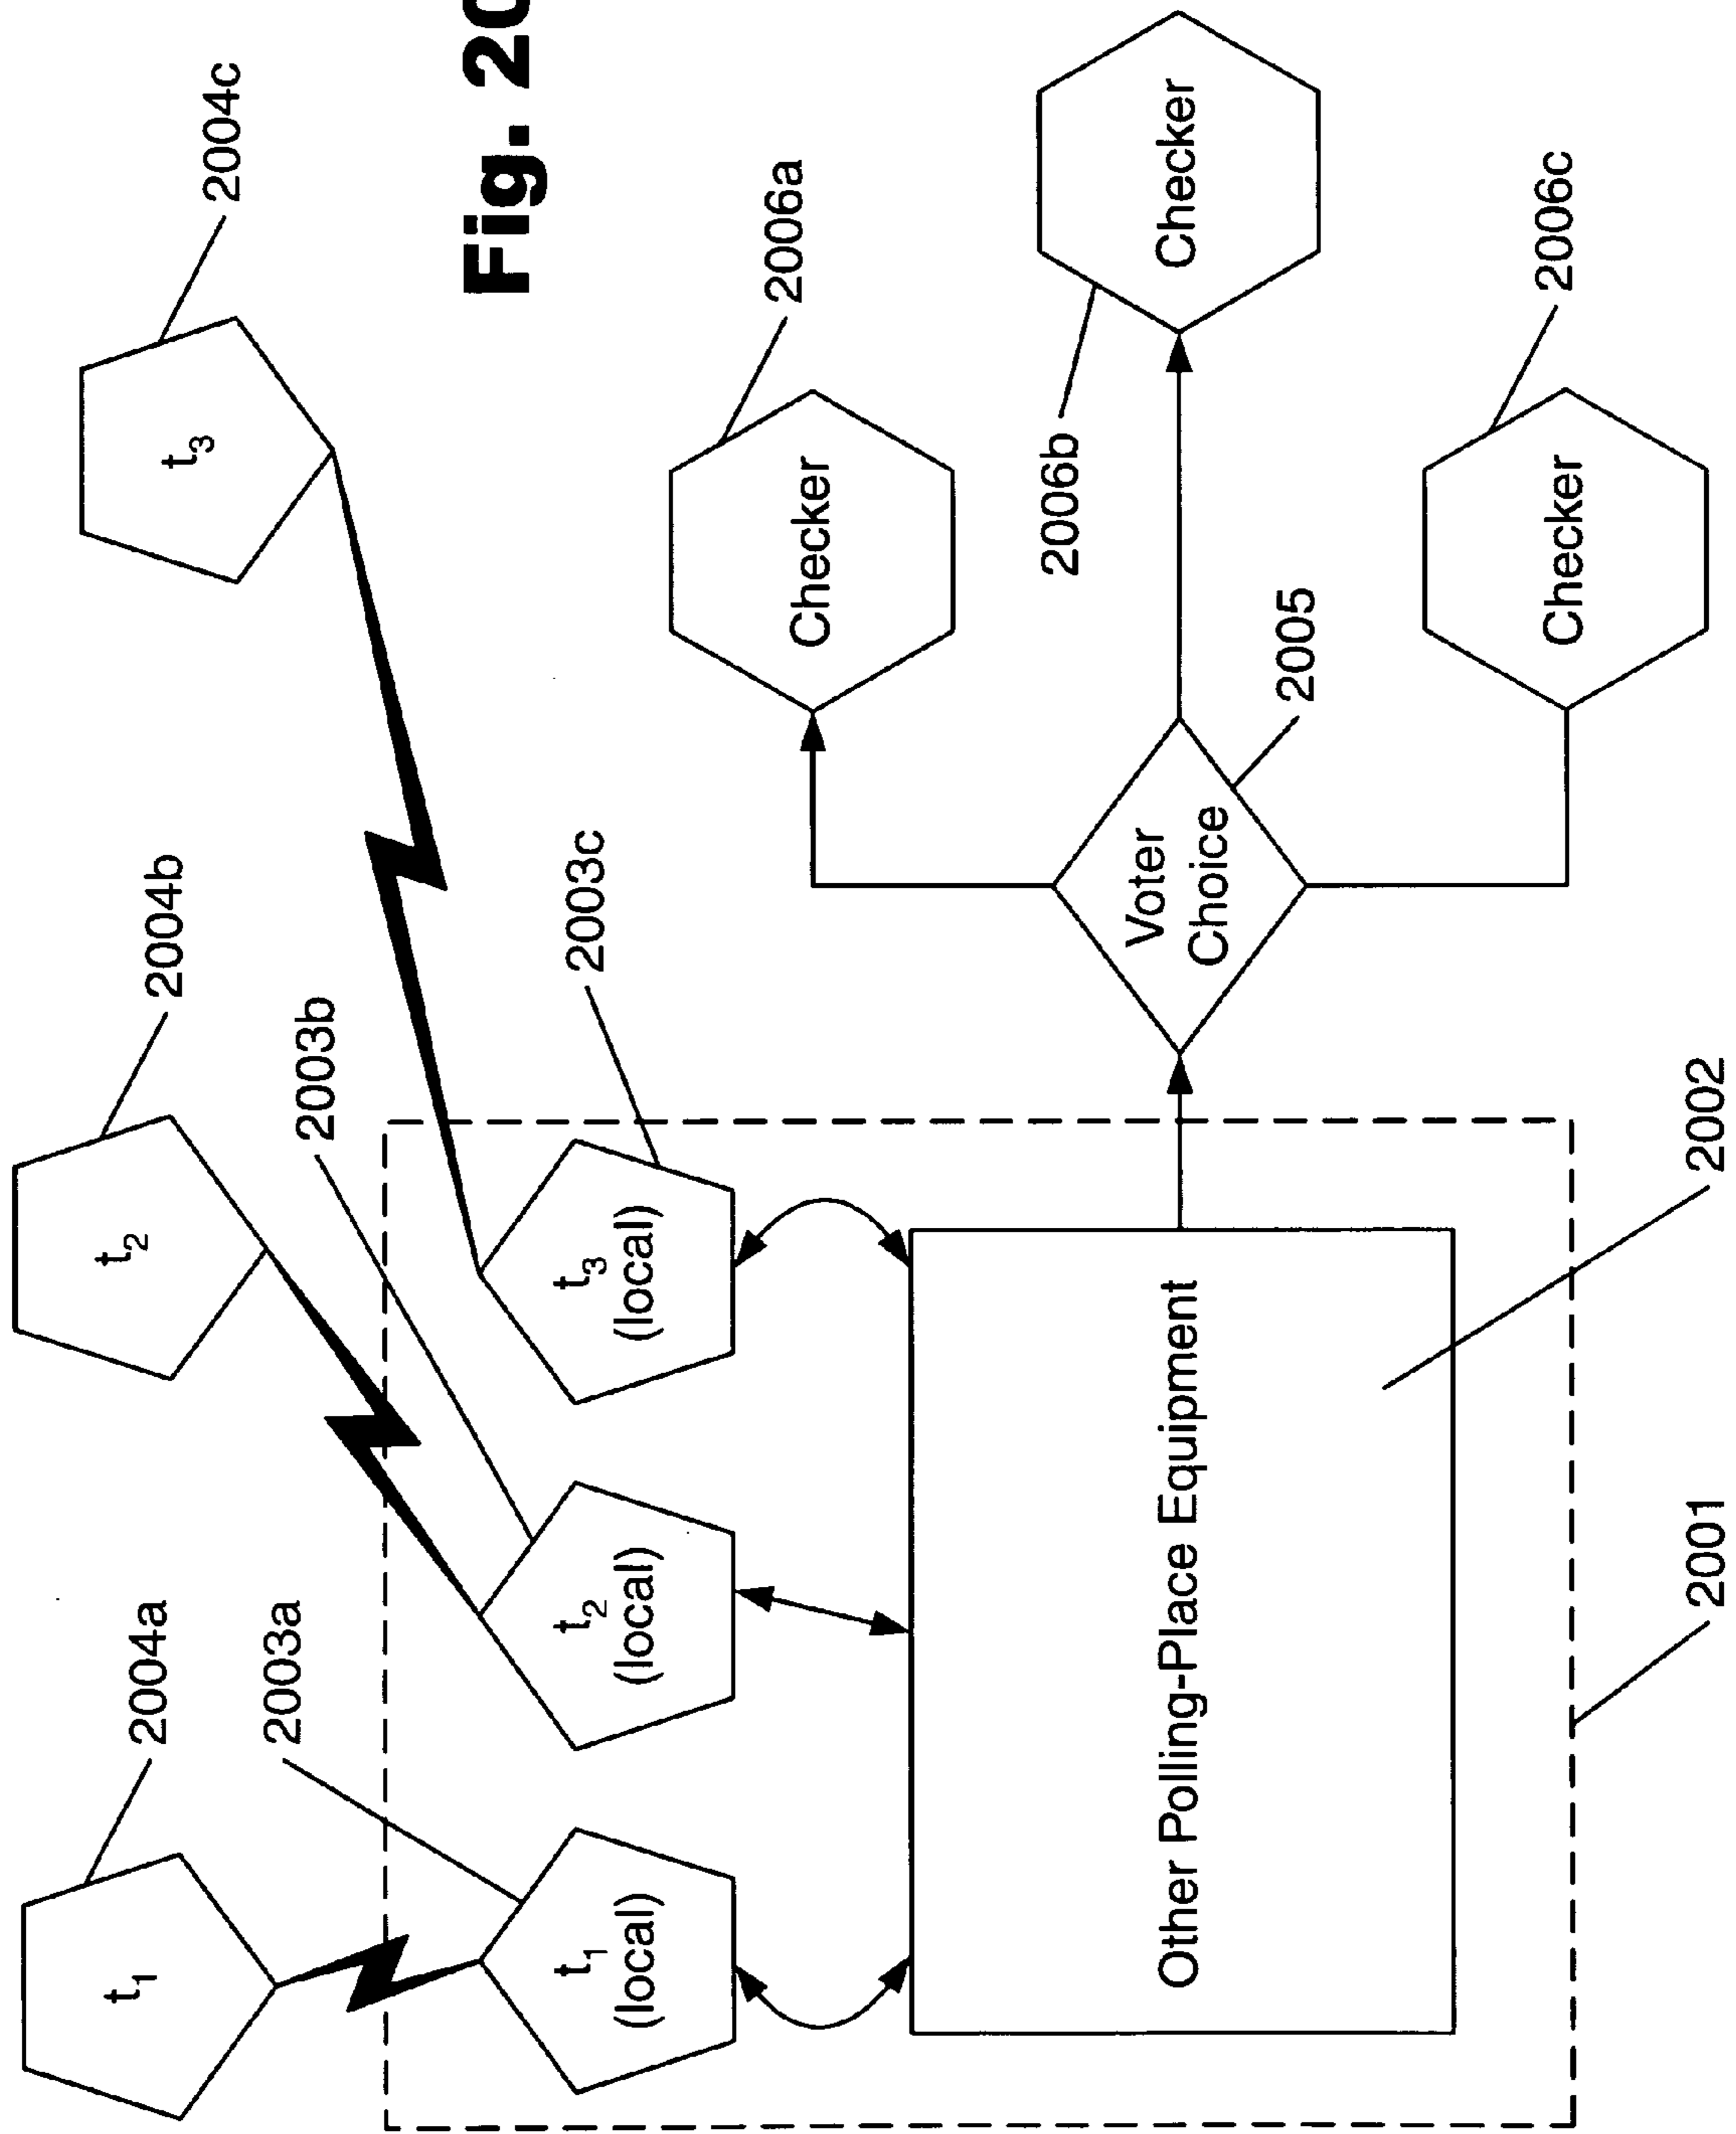 2004a
t₁
2003a
t₁
(local)
2004b
t₂
2003b
t₂
(local)
2004c
t₃
2003c
t₃
(local)
Fig. 20
Other Polling-Place Equipment
2001
2002
Voter
Choice
2005
Checker
2006a
Checker
2006b
Checker
2006c